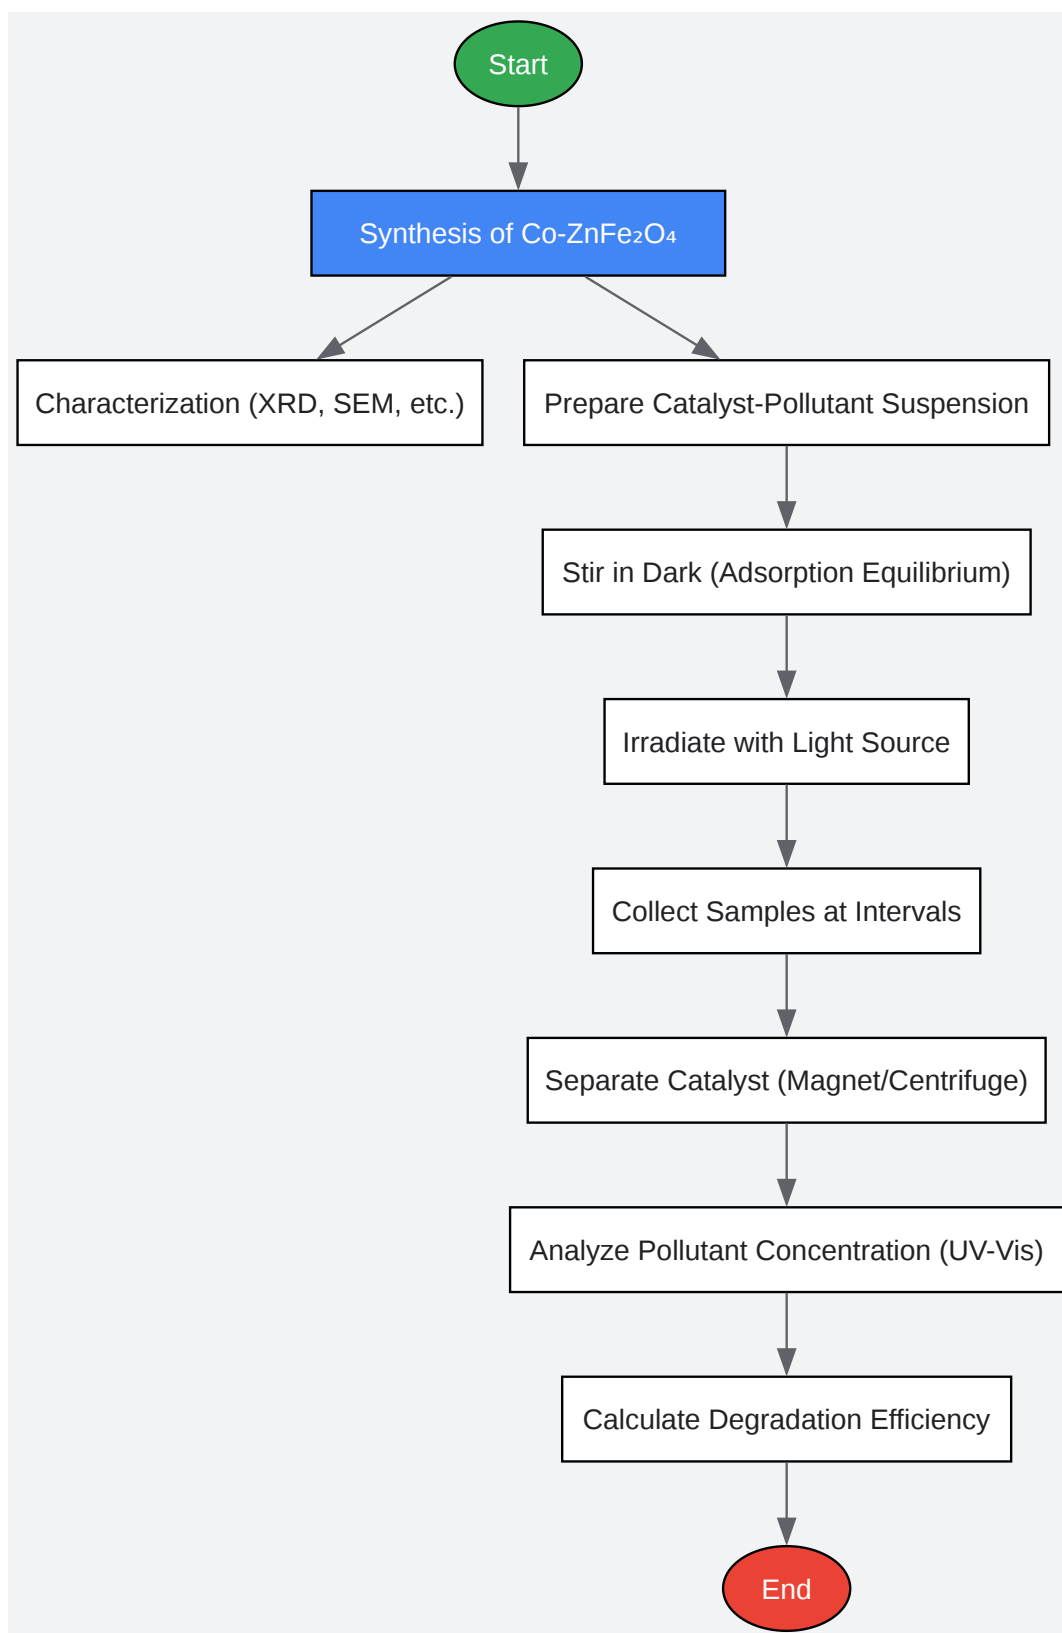 Start
Synthesis of Co-ZnFe₂O₄
Characterization (XRD, SEM, etc.)
Prepare Catalyst-Pollutant Suspension
Stir in Dark (Adsorption Equilibrium)
Irradiate with Light Source
Collect Samples at Intervals
Separate Catalyst (Magnet/Centrifuge)
Analyze Pollutant Concentration (UV-Vis)
Calculate Degradation Efficiency
End